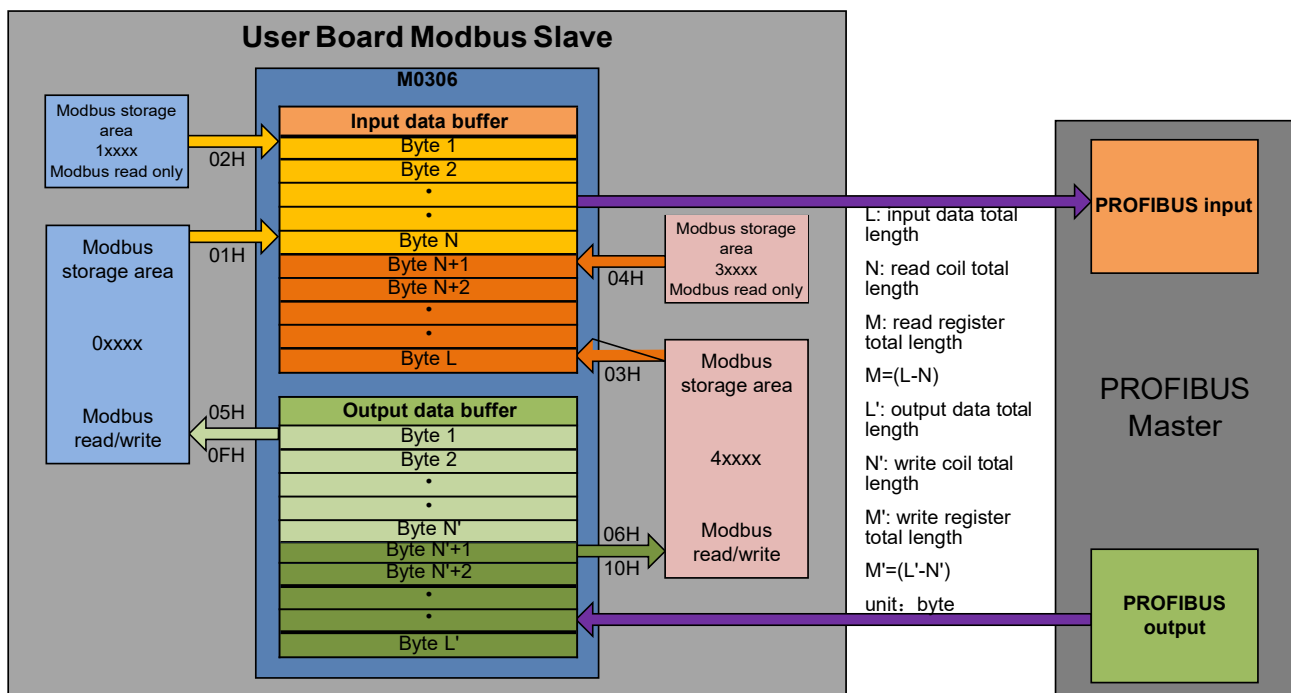 User Board Modbus Slave
M0306
Modbus storage
area
1xxxx
Modbus read only
02H
Modbus
storage area
0xxxx
Modbus
read/write
01H
05H
0FH
Input data buffer
Byte 1
Byte 2
•
•
Byte N
Byte N+1
Byte N+2
•
•
Byte L
Output data buffer
Byte 1
Byte 2
•
•
Byte N'
Byte N'+1
Byte N'+2
•
•
Byte L'
04H
Modbus storage
area
3xxxx
Modbus read only
03H
Modbus
storage area
4xxxx
Modbus
read/write
06H
10H
L: input data total
length
N: read coil total
length
M: read register
total length
M=(L-N)
L': output data total
length
N': write coil total
length
M': write register
total length
M'=(L'-N')
unit：byte
PROFIBUS input
PROFIBUS
Master
PROFIBUS
output